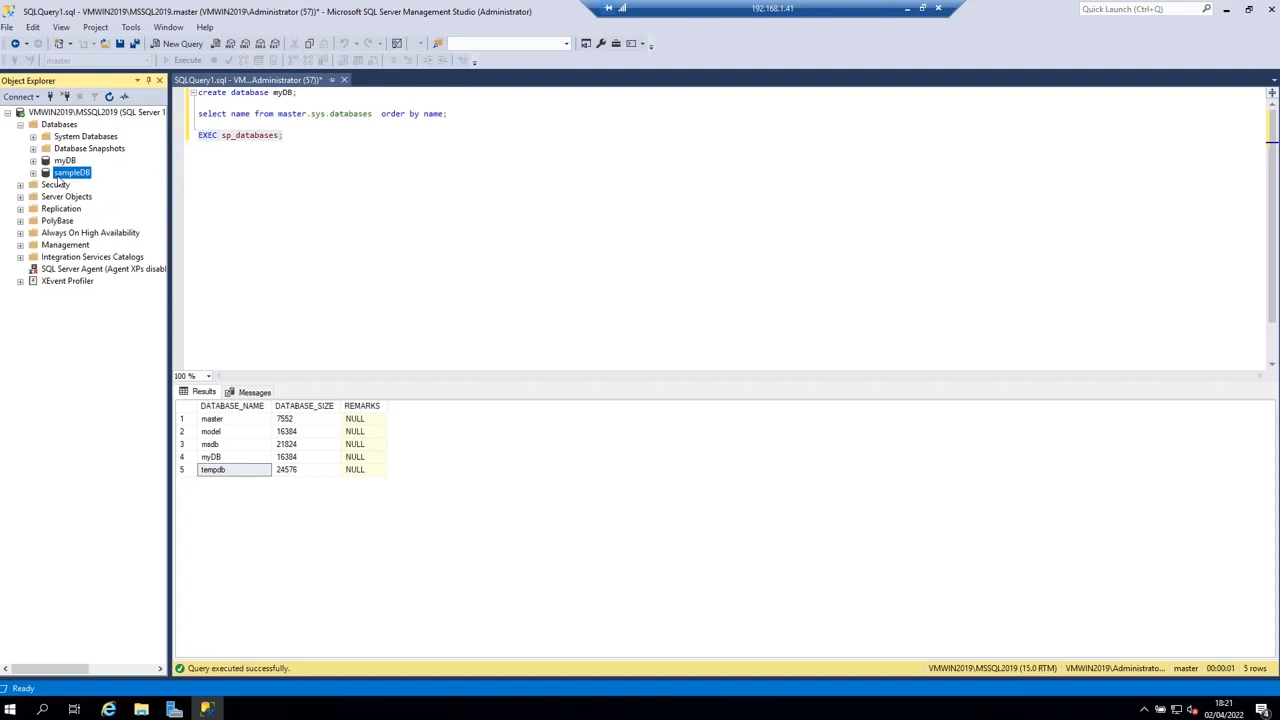 SQLQuery1.sql - VMWIN2019\MSSQL2019.master (VMWIN2019\Administrator (57))* - Microsoft SQL Server Management Studio (Administrator)
192.168.1.41
Quick Launch (Ctrl+Q)
File Edit View Project Tools Window Help
New Query
master Execute
Object Explorer
SQLQuery1.sql - VM...Administrator (57))*
Connect
create database myDB;
select name from master.sys.databases order by name;
EXEC sp_databases;
VMWIN2019\MSSQL2019 (SQL Server 1
Databases
System Databases
Database Snapshots
myDB
sampleDB
Security
Server Objects
Replication
PolyBase
Always On High Availability
Management
Integration Services Catalogs
SQL Server Agent (Agent XPs disabl
XEvent Profiler
100 %
Results Messages
DATABASE_NAME DATABASE_SIZE REMARKS
1 master 7552 NULL
2 model 16384 NULL
3 msdb 21824 NULL
4 myDB 16384 NULL
5 tempdb 24576 NULL
Query executed successfully. VMWIN2019\MSSQL2019 (15.0 RTM) VMWIN2019\Administrato... master 00:00:01 5 rows
Ready
18:21
02/04/2022
4